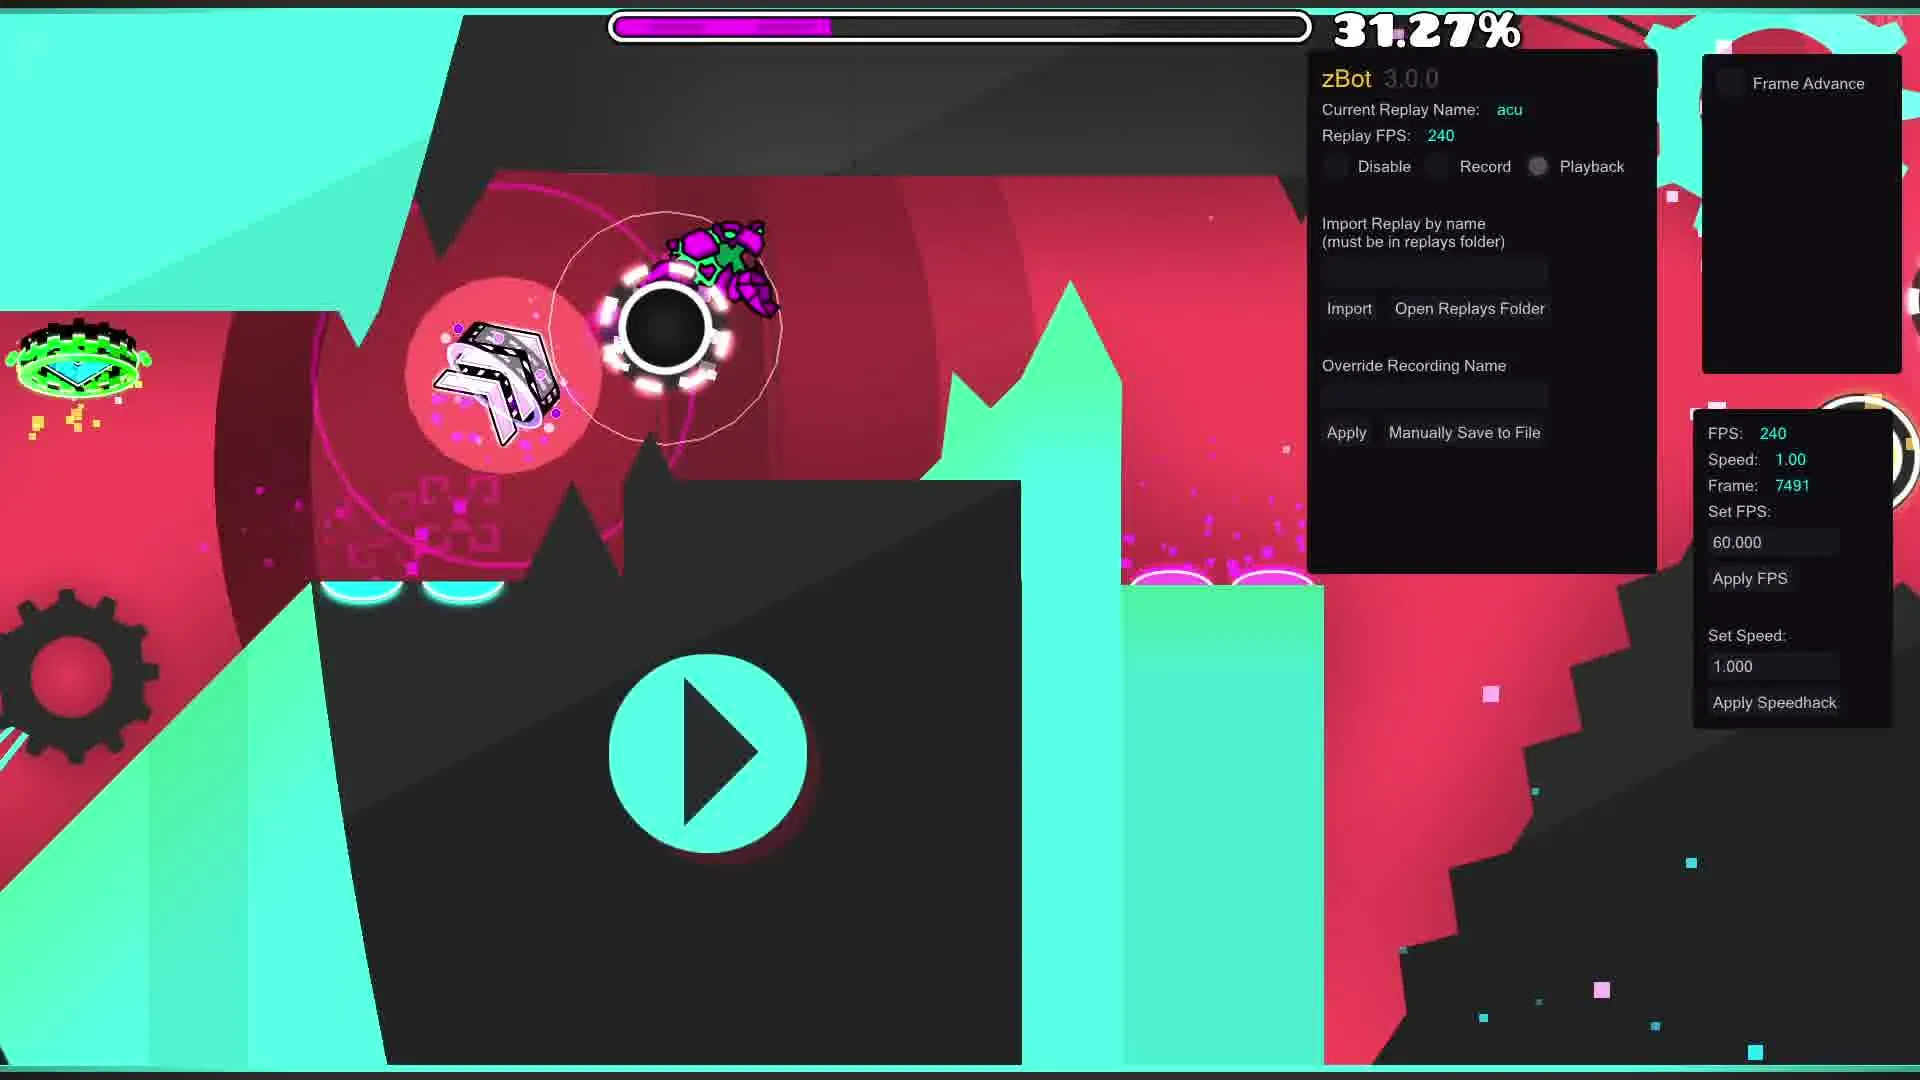 31.27%
zBot 3.0.0
Current Replay Name: acu
Replay FPS: 240
Disable Record Playback
Import Replay by name
(must be in replays folder)
Import Open Replays Folder
Override Recording Name
Apply Manually Save to File
Frame Advance
FPS: 240
Speed: 1.00
Frame: 7491
Set FPS:
60.000
Apply FPS
Set Speed:
1.000
Apply Speedhack